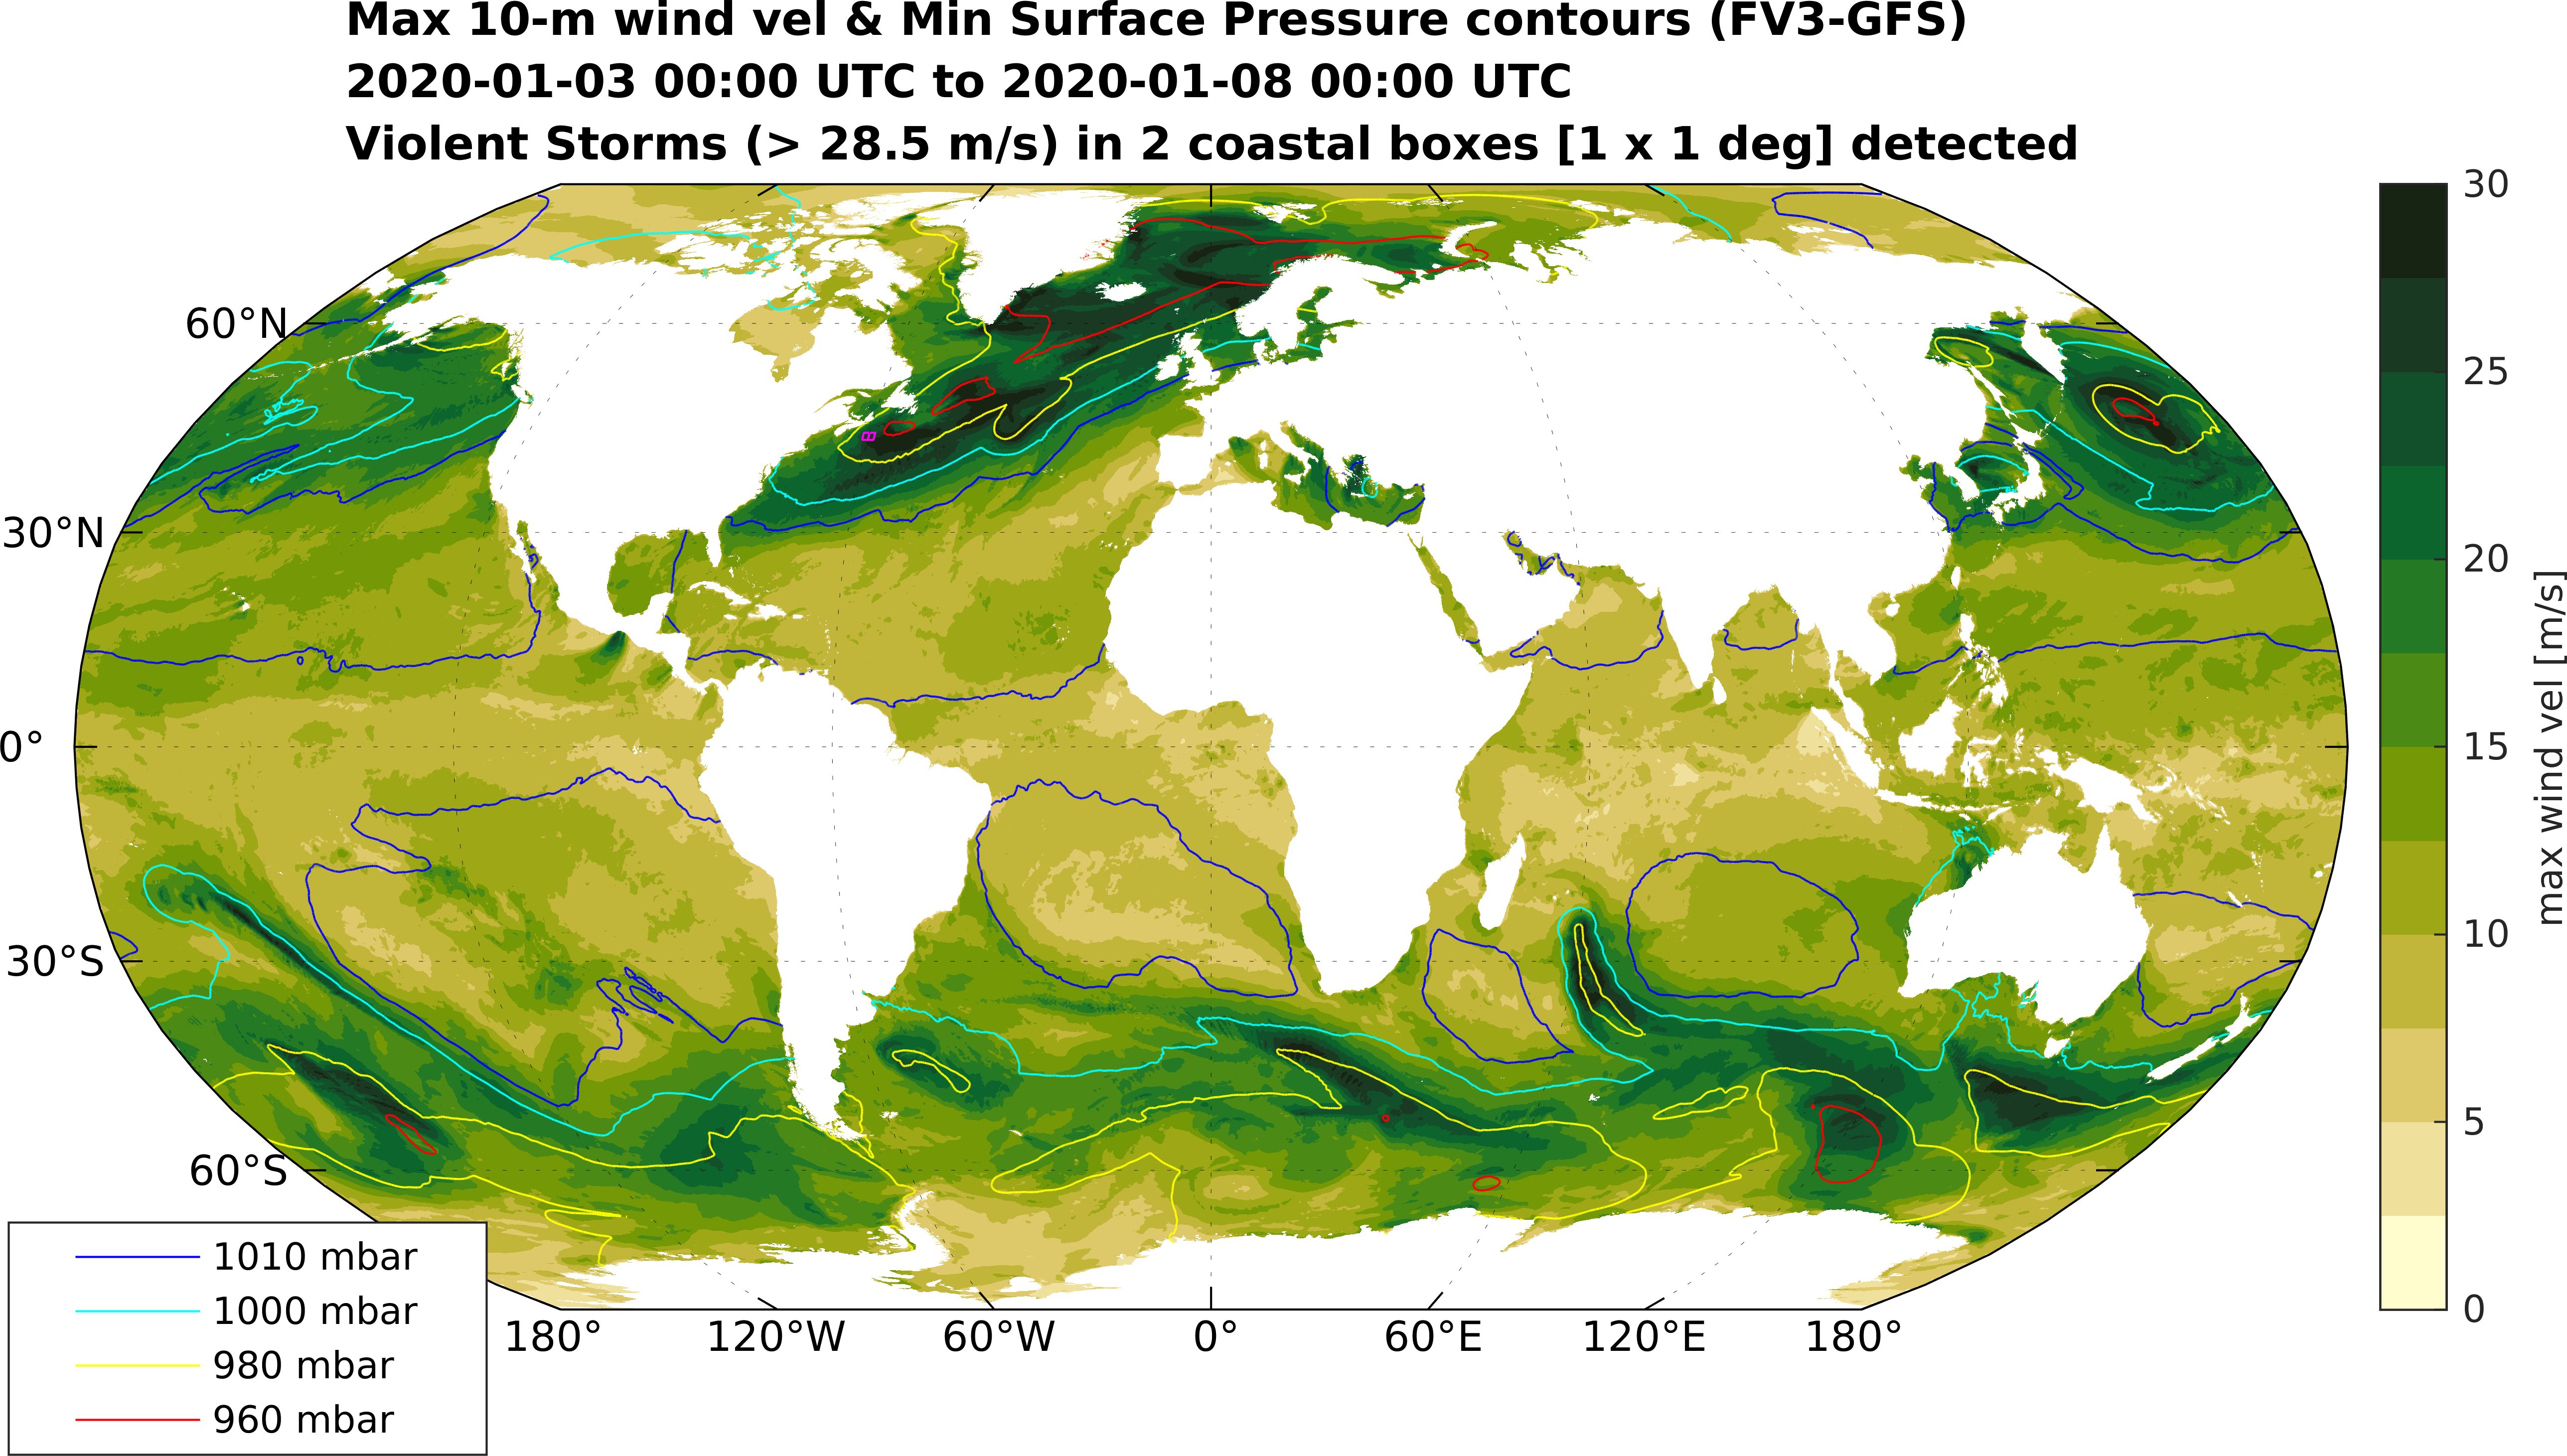 Max 10-m wind vel & Min Surface Pressure contours (FV3-GFS)
2020-01-03 00:00 UTC to 2020-01-08 00:00 UTC
Violent Storms (> 28.5 m/s) in 2 coastal boxes [1 x 1 deg] detected
60°N
30°N
0°
30°S
60°S
180°
120°W
60°W
0°
60°E
120°E
180°
1010 mbar
1000 mbar
980 mbar
960 mbar
30
25
20
15
10
5
0
max wind vel [m/s]